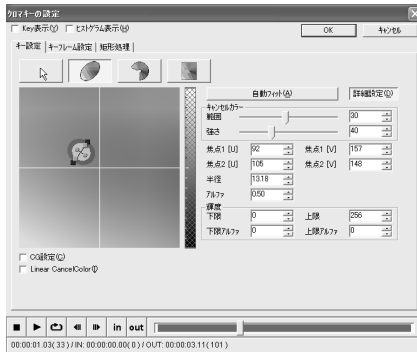 クロマキーの設定
Key表示(V) ヒストグラム表示(H) OK キャンセル
キー設定 キーフレーム設定 矩形処理
自動フィット(A) 詳細設定(D)
キャンセルカラー
範囲 30
強さ 40
焦点1 [U] 92 焦点1 [V] 157
焦点2 [U] 105 焦点2 [V] 148
半径 13.18
アルファ 0.50
輝度
下限 0 上限 256
下限アルファ 0 上限アルファ 0
CG設定(C)
Linear CancelColor(I)
in out
00:00:01.03( 33 ) / IN: 00:00:00.00( 0 ) / OUT: 00:00:03.11( 101 )